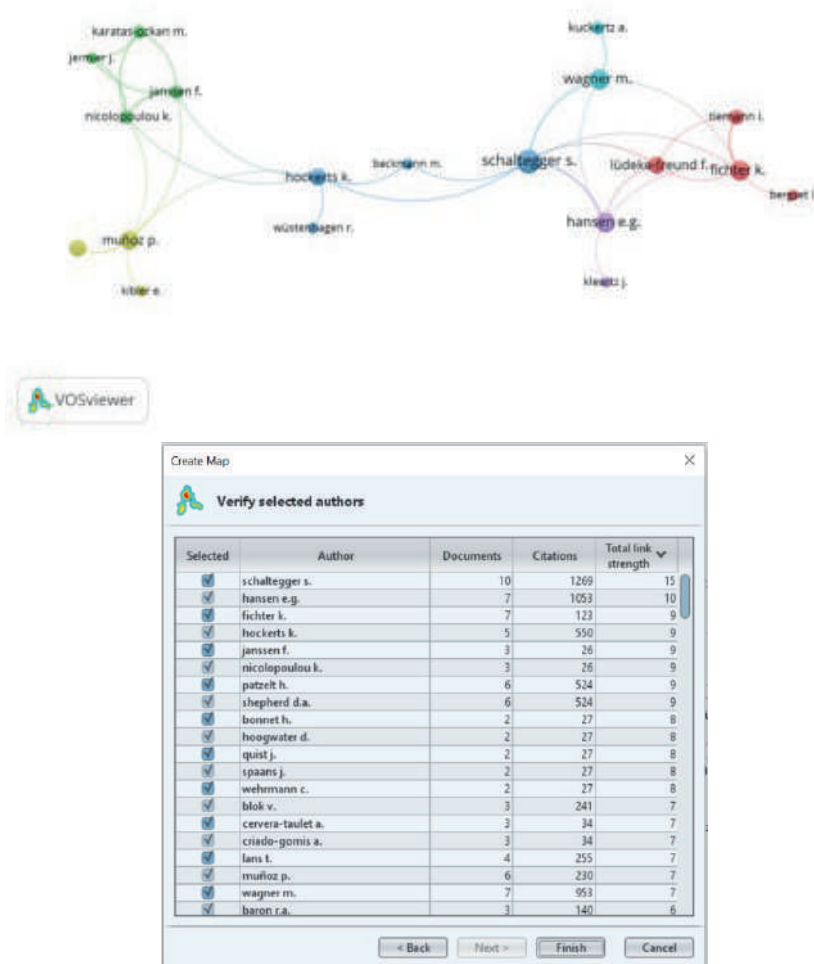 karatas-ozkan m.
jermier j.
janssen f.
nicolopoulou k.
muñoz p.
kibler e.
hockerts k.
beckmann m.
wüstenhagen r.
kuckertz a.
wagner m.
schaltegger s.
lüdeke-freund f.
tiemann i.
fichter k.
hansen e.g.
VOSviewer
Create Map
Verify selected authors
Selected Author Documents Citations Total link strength
schaltegger s. 10 1269 15
hansen e.g. 7 1053 10
fichter k. 7 123 9
hockerts k. 5 550 9
janssen f. 3 26 9
nicolopoulou k. 3 26 9
patzelt h. 6 524 9
shepherd d.a. 6 524 9
bonnet h. 2 27 8
hoogwater d. 2 27 8
quist j. 2 27 8
spaans j. 2 27 8
wehrmann c. 2 27 8
blok v. 3 241 7
cervera-taulet a. 3 34 7
criado-gomis a. 3 34 7
lans t. 4 255 7
muñoz p. 6 230 7
wagner m. 7 953 7
baron r.a. 3 140 6
< Back Next > Finish Cancel